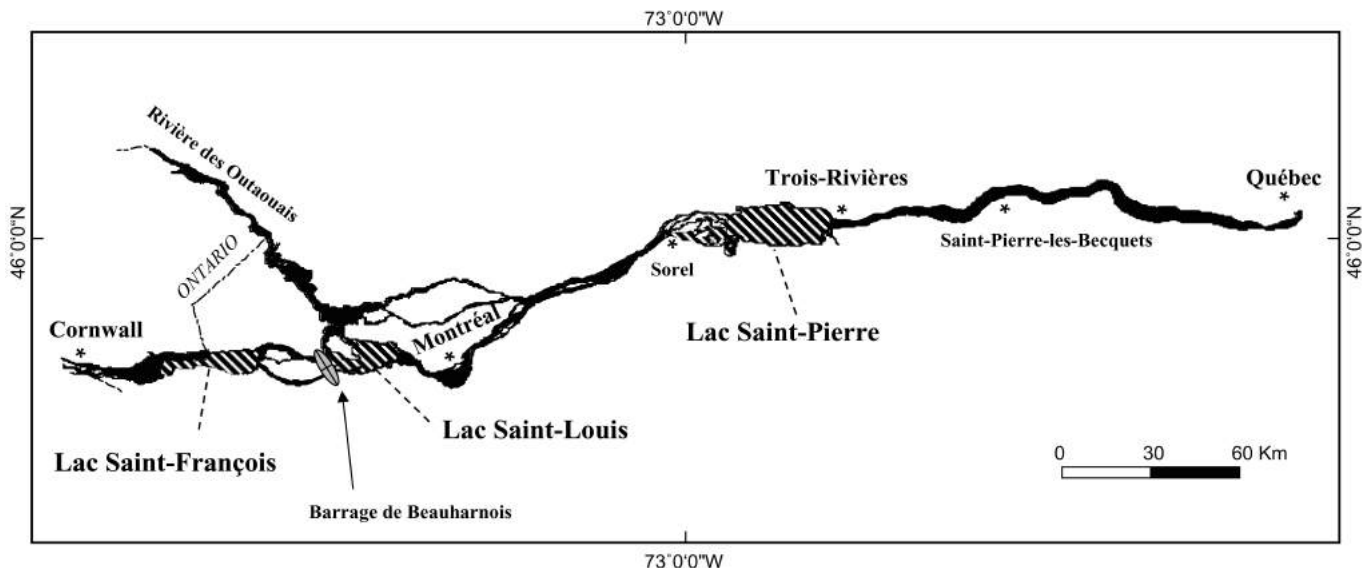 73°0'0"W
Rivière des Outaouais
Trois-Rivières
Québec
46°0'0"N
46°0'0"N
ONTARIO
Saint-Pierre-les-Becquets
Sorel
Cornwall
Montréal
Lac Saint-Pierre
Lac Saint-Louis
Lac Saint-François
0 30 60 Km
Barrage de Beauharnois
73°0'0"W